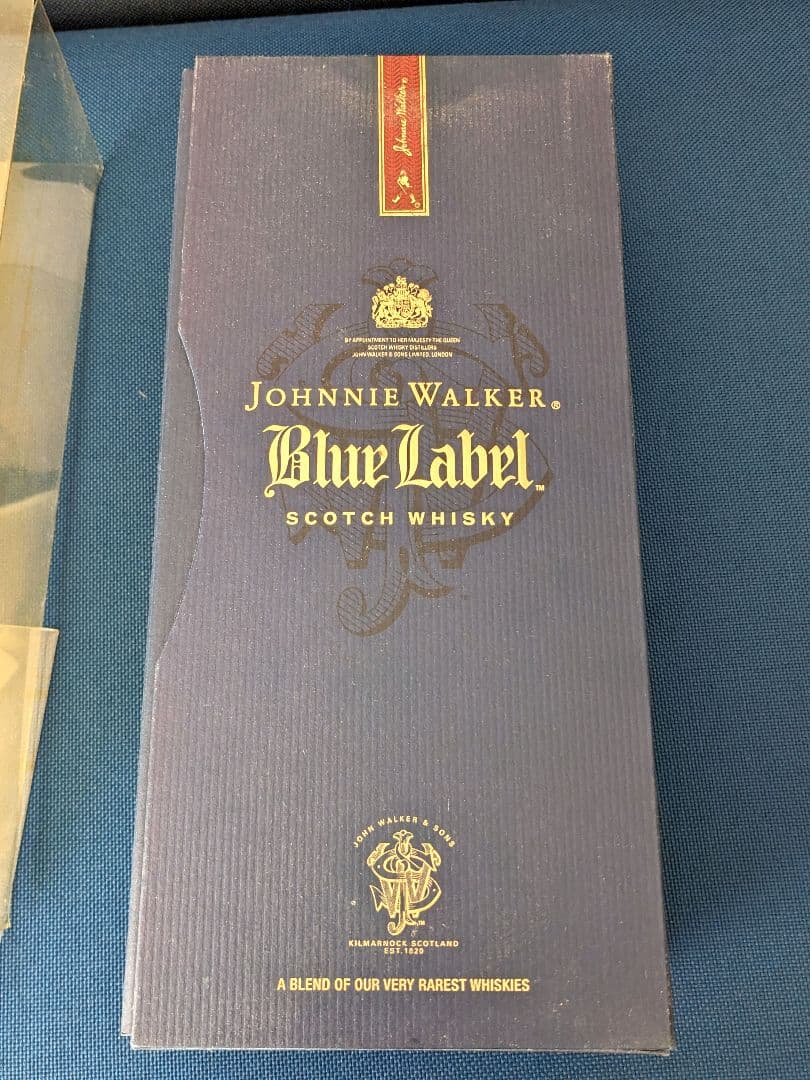 Johnnie Walker
BY APPOINTMENT TO HER MAJESTY THE QUEEN
SCOTCH WHISKY DISTILLERS
JOHN WALKER & SONS LIMITED, LONDON
JOHNNIE WALKER®
Blue Label™
SCOTCH WHISKY
JOHN WALKER & SONS
KILMARNOCK SCOTLAND
EST. 1820
A BLEND OF OUR VERY RAREST WHISKIES